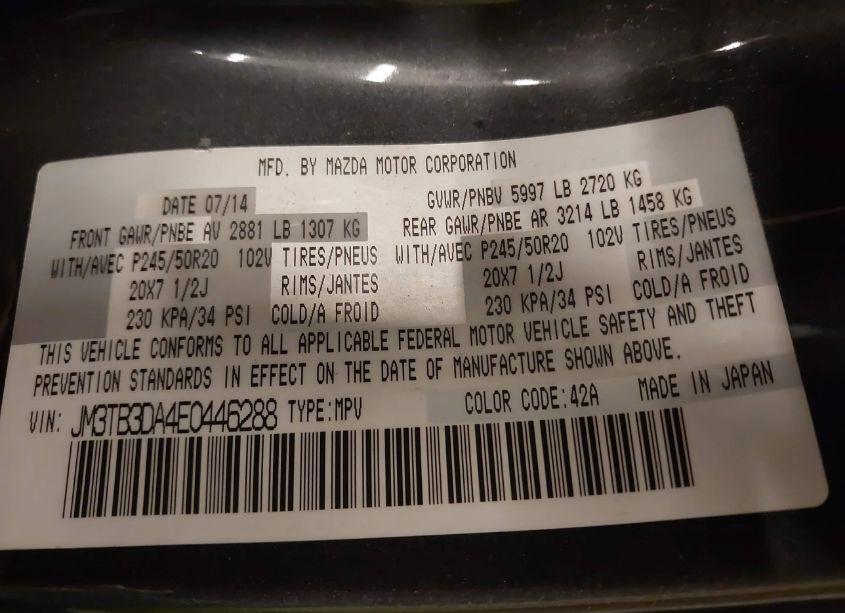 MFD. BY MAZDA MOTOR CORPORATION
DATE 07/14 GVWR/PNBV 5997 LB 2720 KG
FRONT GAWR/PNBE AV 2881 LB 1307 KG REAR GAWR/PNBE AR 3214 LB 1458 KG
WITH/AVEC P245/50R20 102V TIRES/PNEUS WITH/AVEC P245/50R20 102V TIRES/PNEUS
20X7 1/2J RIMS/JANTES 20X7 1/2J RIMS/JANTES
230 KPA/34 PSI COLD/A FROID 230 KPA/34 PSI COLD/A FROID
THIS VEHICLE CONFORMS TO ALL APPLICABLE FEDERAL MOTOR VEHICLE SAFETY AND THEFT
PREVENTION STANDARDS IN EFFECT ON THE DATE OF MANUFACTURE SHOWN ABOVE.
VIN: JM3TB3DA4E0446288 TYPE:MPV COLOR CODE:42A MADE IN JAPAN